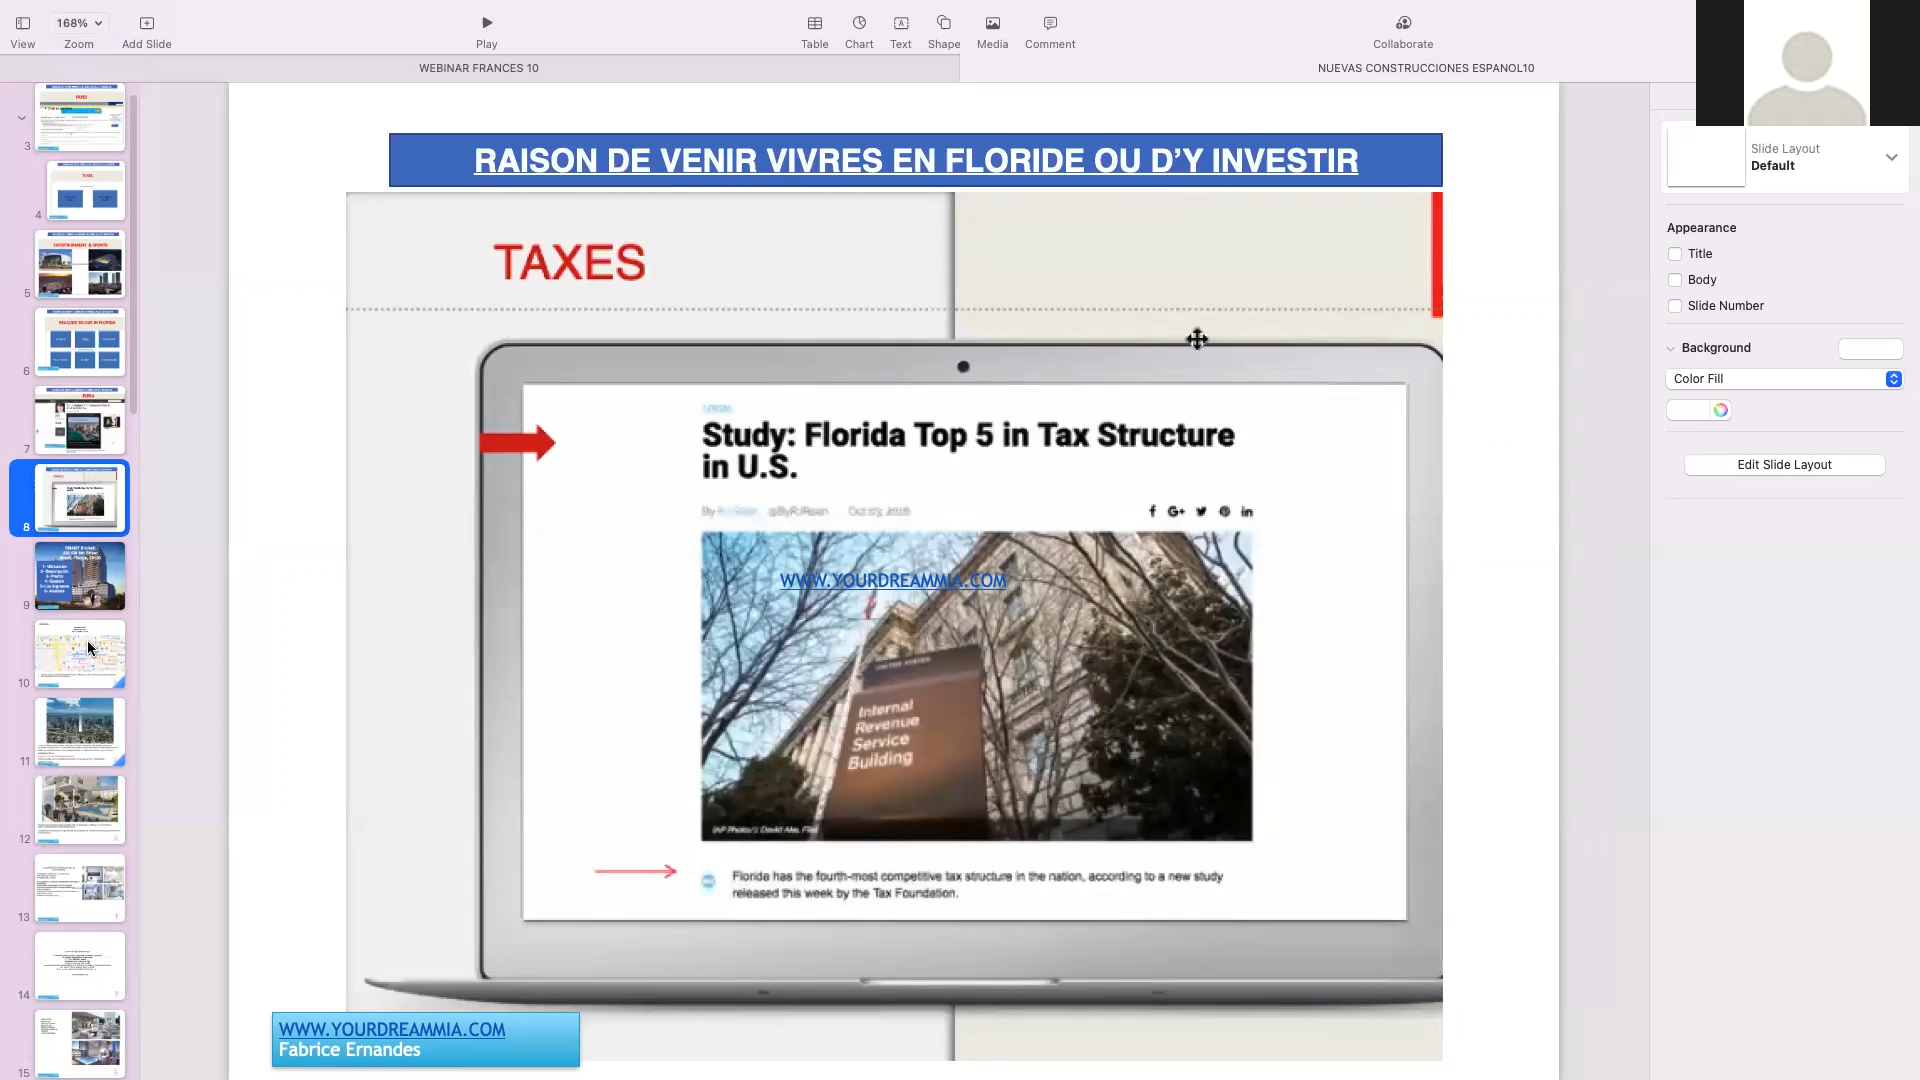 168%
View
Zoom
Add Slide
Play
Table
Chart
Text
Shape
Media
Comment
Collaborate
WEBINAR FRANCES 10
NUEVAS CONSTRUCCIONES ESPANOL10
3
4
5
6
7
8
9
10
11
12
13
14
15
RAISON DE VENIR VIVRES EN FLORIDE OU D'Y INVESTIR
TAXES
Study: Florida Top 5 in Tax Structure
in U.S.
By
@ByRJRoan
f G+ in
WWW.YOURDREAMMIA.COM
UNITED STATES
Internal
Revenue
Service
Building
Florida has the fourth-most competitive tax structure in the nation, according to a new study
released this week by the Tax Foundation.
WWW.YOURDREAMMIA.COM
Fabrice Ernandes
Slide Layout
Default
Appearance
Title
Body
Slide Number
Background
Color Fill
Edit Slide Layout